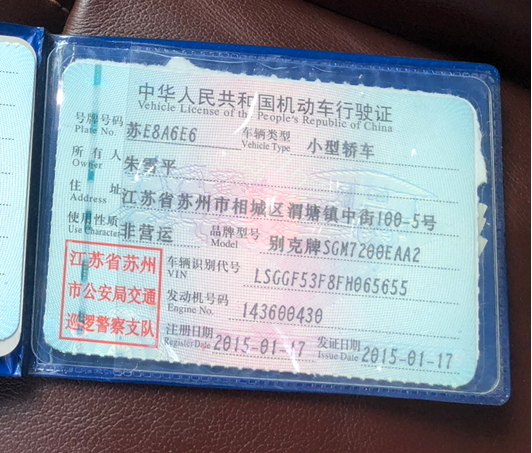 中华人民共和国机动车行驶证
Vehicle License of the People's Republic of China
号牌号码 苏E8A6E6 车辆类型 小型轿车
Plate No. Vehicle Type
所有人 朱雪平
Owner
住址 江苏省苏州市相城区渭塘镇中街100-5号
Address
使用性质 非营运 品牌型号 别克牌SGM7200EAA2
Use Character Model
江苏省苏州
市公安局交通
巡逻警察支队
车辆识别代号 LSGGF53F8FH065655
VIN
发动机号码 143600430
Engine No.
注册日期 2015-01-17 发证日期 2015-01-17
Register Date Issue Date